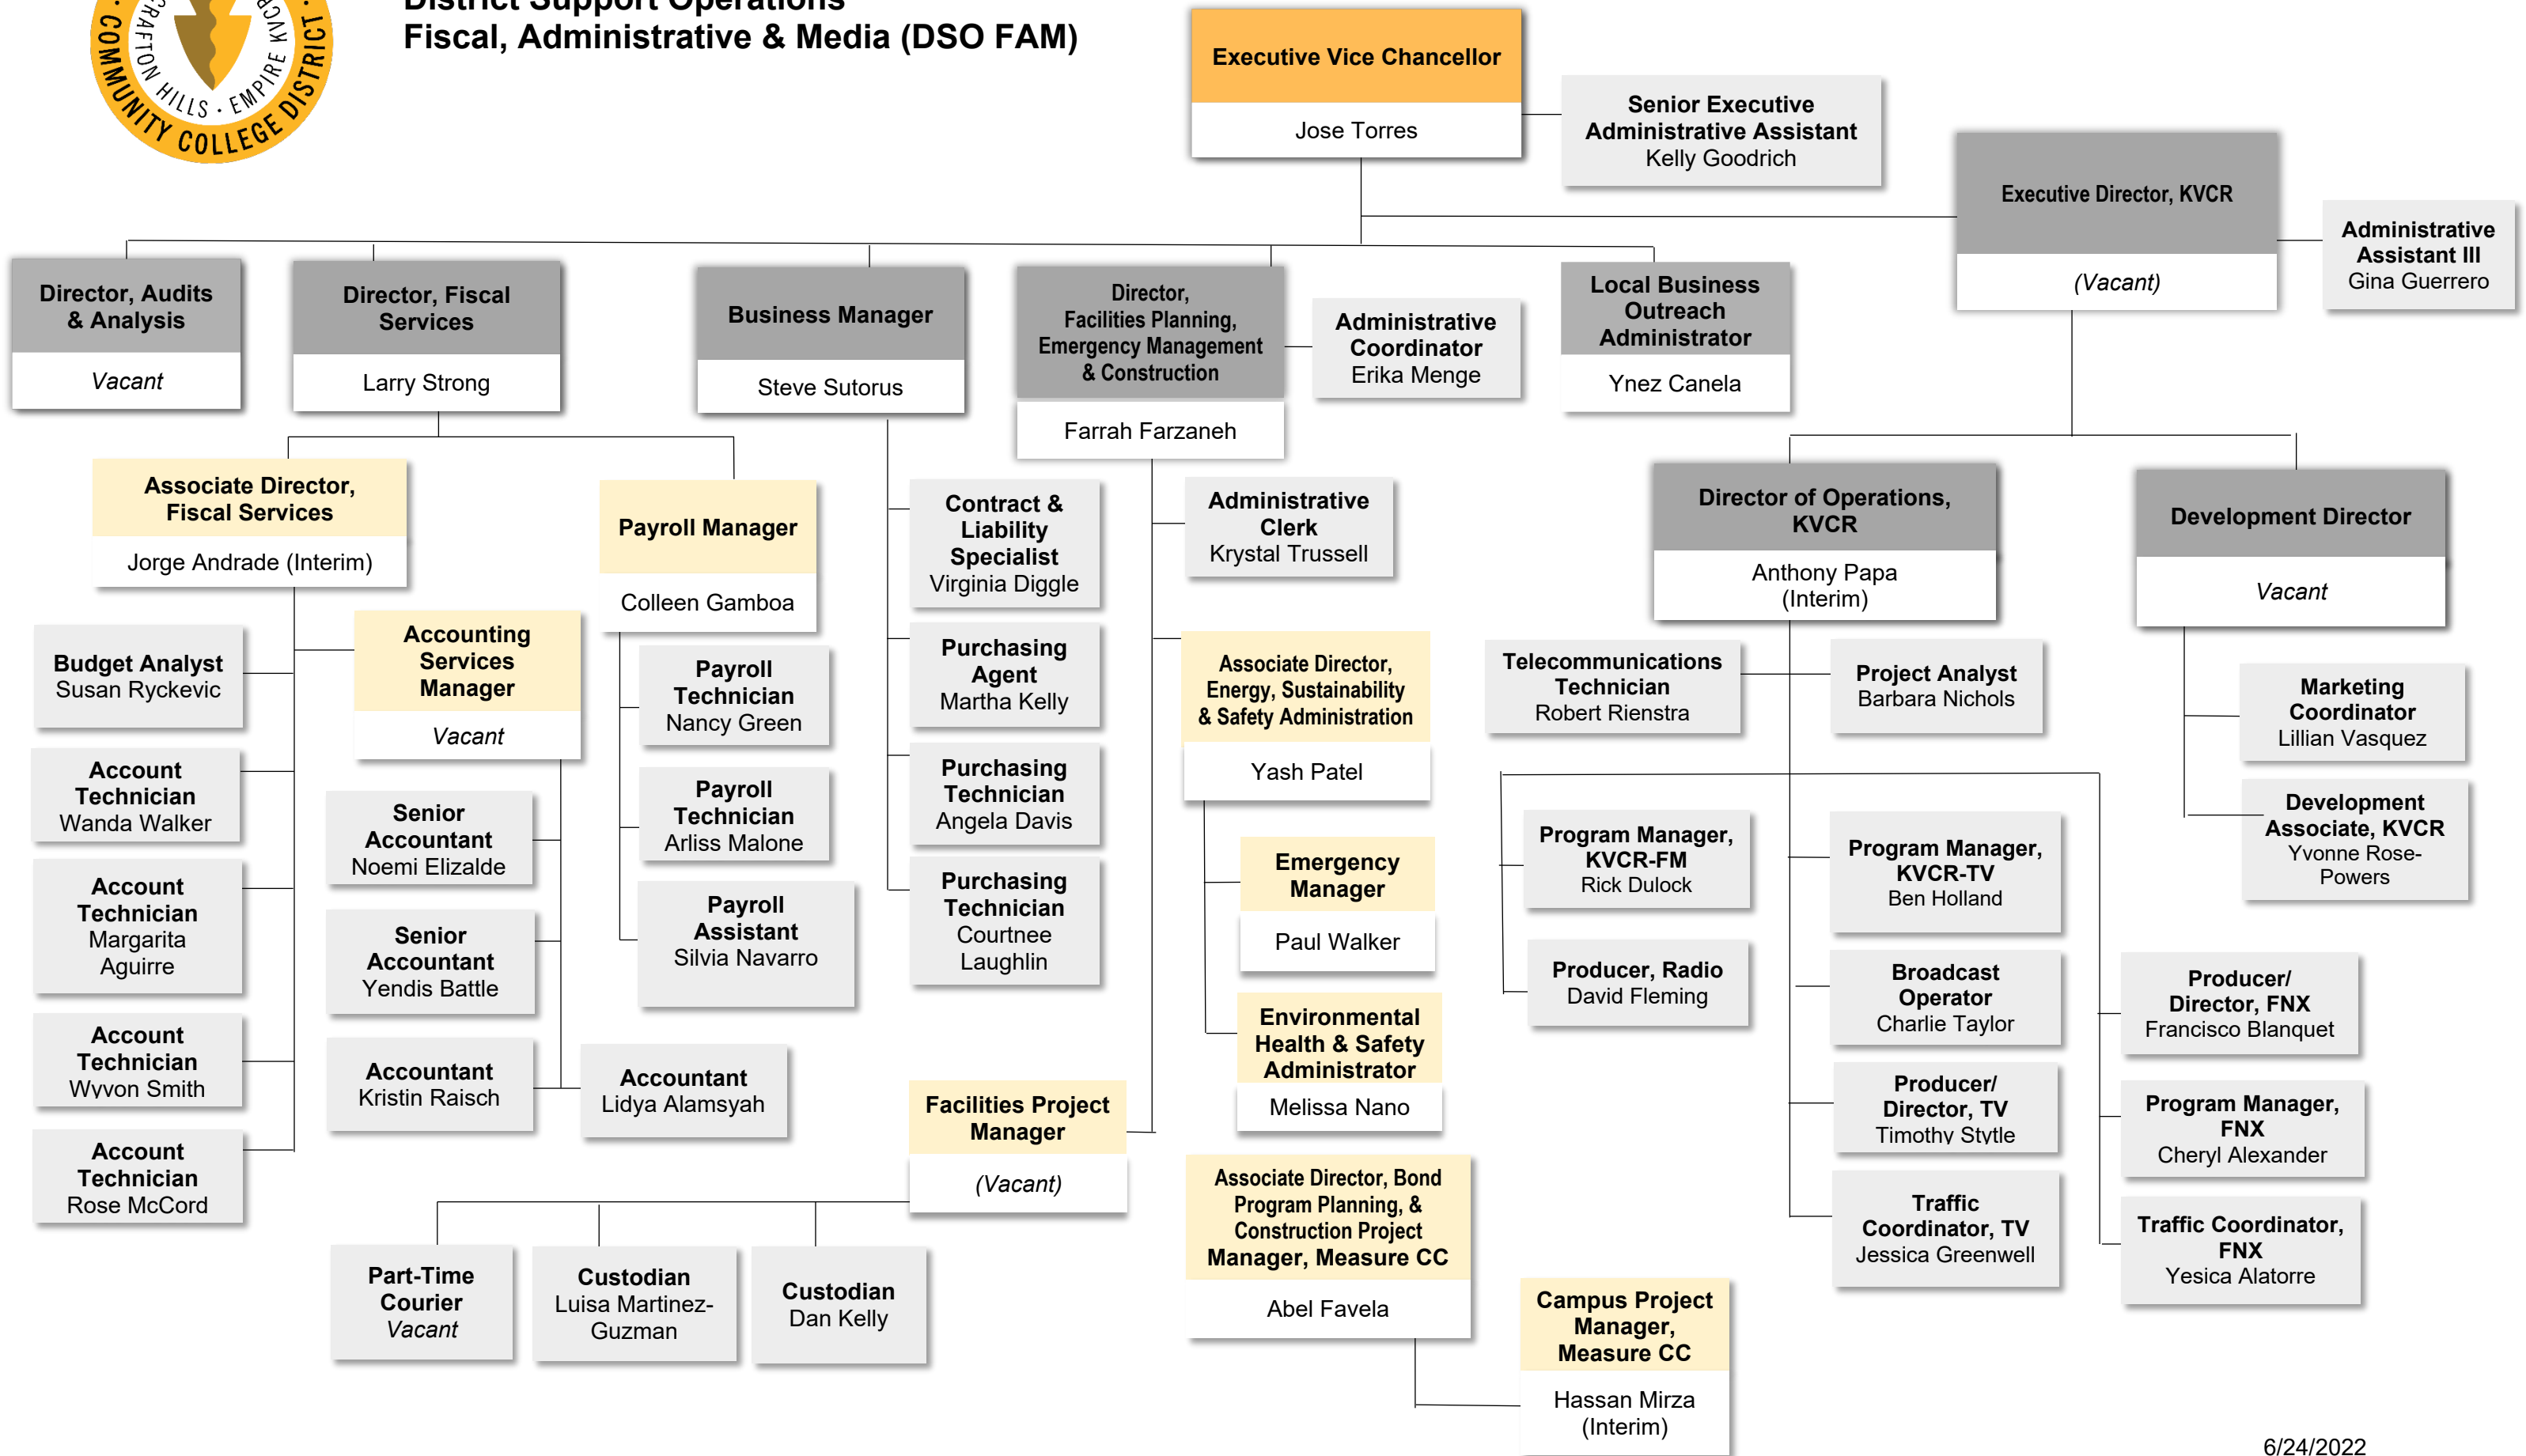 District Support Operations
Fiscal, Administrative & Media (DSO FAM)
COMMUNITY COLLEGE DISTRICT
CRAFTON HILLS · EMPIRE KVCR
Executive Vice Chancellor
Jose Torres
Senior Executive
Administrative Assistant
Kelly Goodrich
Executive Director, KVCR
(Vacant)
Administrative
Assistant III
Gina Guerrero
Director, Audits
& Analysis
Vacant
Director, Fiscal
Services
Larry Strong
Business Manager
Steve Sutorus
Director,
Facilities Planning,
Emergency Management
& Construction
Farrah Farzaneh
Administrative
Coordinator
Erika Menge
Local Business
Outreach
Administrator
Ynez Canela
Associate Director,
Fiscal Services
Jorge Andrade (Interim)
Payroll Manager
Colleen Gamboa
Contract &
Liability
Specialist
Virginia Diggle
Administrative
Clerk
Krystal Trussell
Director of Operations,
KVCR
Anthony Papa
(Interim)
Development Director
Vacant
Budget Analyst
Susan Ryckevic
Accounting
Services
Manager
Vacant
Payroll
Technician
Nancy Green
Purchasing
Agent
Martha Kelly
Associate Director,
Energy, Sustainability
& Safety Administration
Yash Patel
Telecommunications
Technician
Robert Rienstra
Project Analyst
Barbara Nichols
Marketing
Coordinator
Lillian Vasquez
Account
Technician
Wanda Walker
Senior
Accountant
Noemi Elizalde
Payroll
Technician
Arliss Malone
Purchasing
Technician
Angela Davis
Emergency
Manager
Paul Walker
Program Manager,
KVCR-FM
Rick Dulock
Program Manager,
KVCR-TV
Ben Holland
Development
Associate, KVCR
Yvonne Rose-
Powers
Account
Technician
Margarita
Aguirre
Senior
Accountant
Yendis Battle
Payroll
Assistant
Silvia Navarro
Purchasing
Technician
Courtnee
Laughlin
Environmental
Health & Safety
Administrator
Melissa Nano
Producer, Radio
David Fleming
Broadcast
Operator
Charlie Taylor
Producer/
Director, FNX
Francisco Blanquet
Account
Technician
Wyvon Smith
Accountant
Kristin Raisch
Accountant
Lidya Alamsyah
Facilities Project
Manager
(Vacant)
Producer/
Director, TV
Timothy Stytle
Program Manager,
FNX
Cheryl Alexander
Account
Technician
Rose McCord
Associate Director, Bond
Program Planning, &
Construction Project
Manager, Measure CC
Abel Favela
Traffic
Coordinator, TV
Jessica Greenwell
Traffic Coordinator,
FNX
Yesica Alatorre
Part-Time
Courier
Vacant
Custodian
Luisa Martinez-
Guzman
Custodian
Dan Kelly
Campus Project
Manager,
Measure CC
Hassan Mirza
(Interim)
6/24/2022